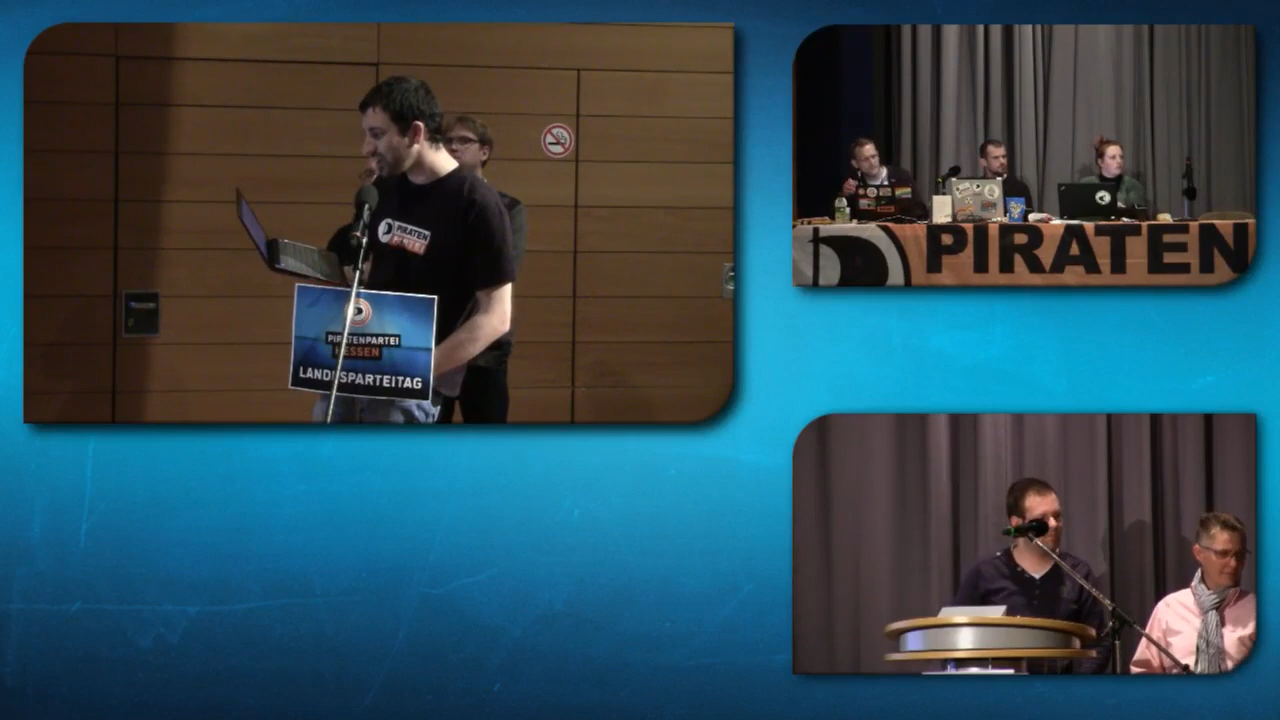 PIRATEN
PIRATENPARTEI
HESSEN
LANDESPARTEITAG
PIRATEN